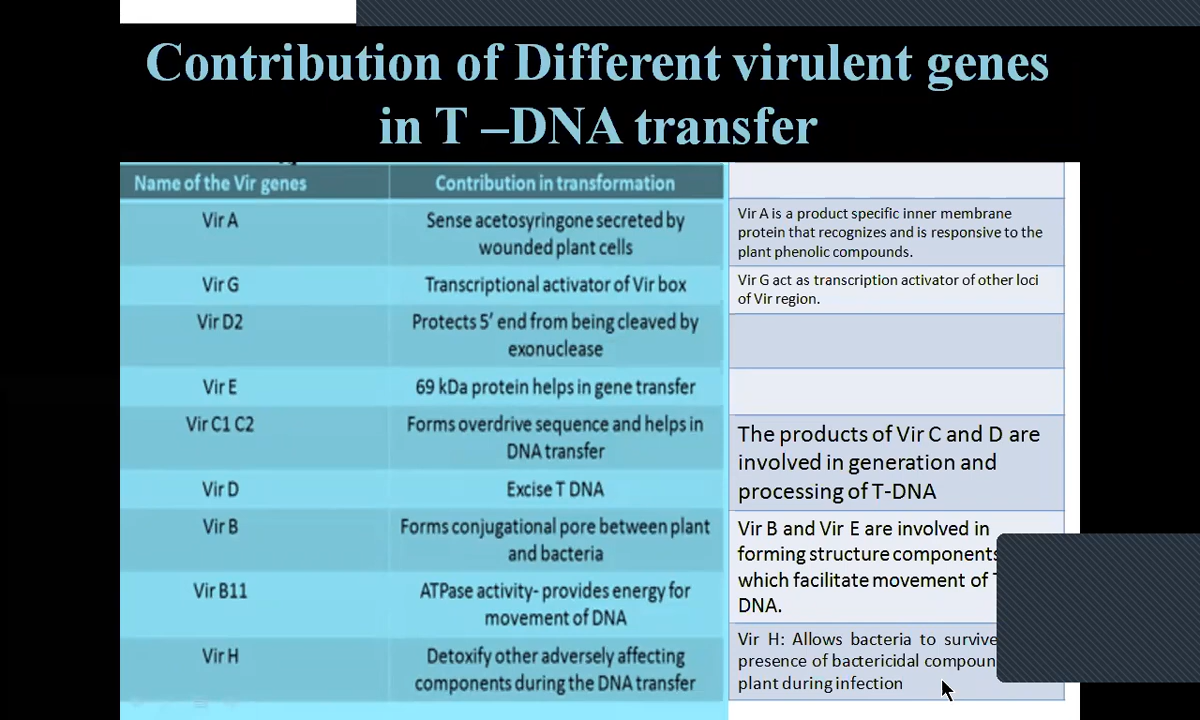 Contribution of Different virulent genes
in T –DNA transfer
Name of the Vir genes
Contribution in transformation
Vir A
Sense acetosyringone secreted by
wounded plant cells
Vir A is a product specific inner membrane
protein that recognizes and is responsive to the
plant phenolic compounds.
Vir G
Transcriptional activator of Vir box
Vir G act as transcription activator of other loci
of Vir region.
Vir D2
Protects 5’ end from being cleaved by
exonuclease
Vir E
69 kDa protein helps in gene transfer
Vir C1 C2
Forms overdrive sequence and helps in
DNA transfer
The products of Vir C and D are
involved in generation and
processing of T-DNA
Vir D
Excise T DNA
Vir B
Forms conjugational pore between plant
and bacteria
Vir B and Vir E are involved in
forming structure components
which facilitate movement of
DNA.
Vir B11
ATPase activity- provides energy for
movement of DNA
Vir H
Detoxify other adversely affecting
components during the DNA transfer
Vir H: Allows bacteria to survive
presence of bactericidal
plant during infection